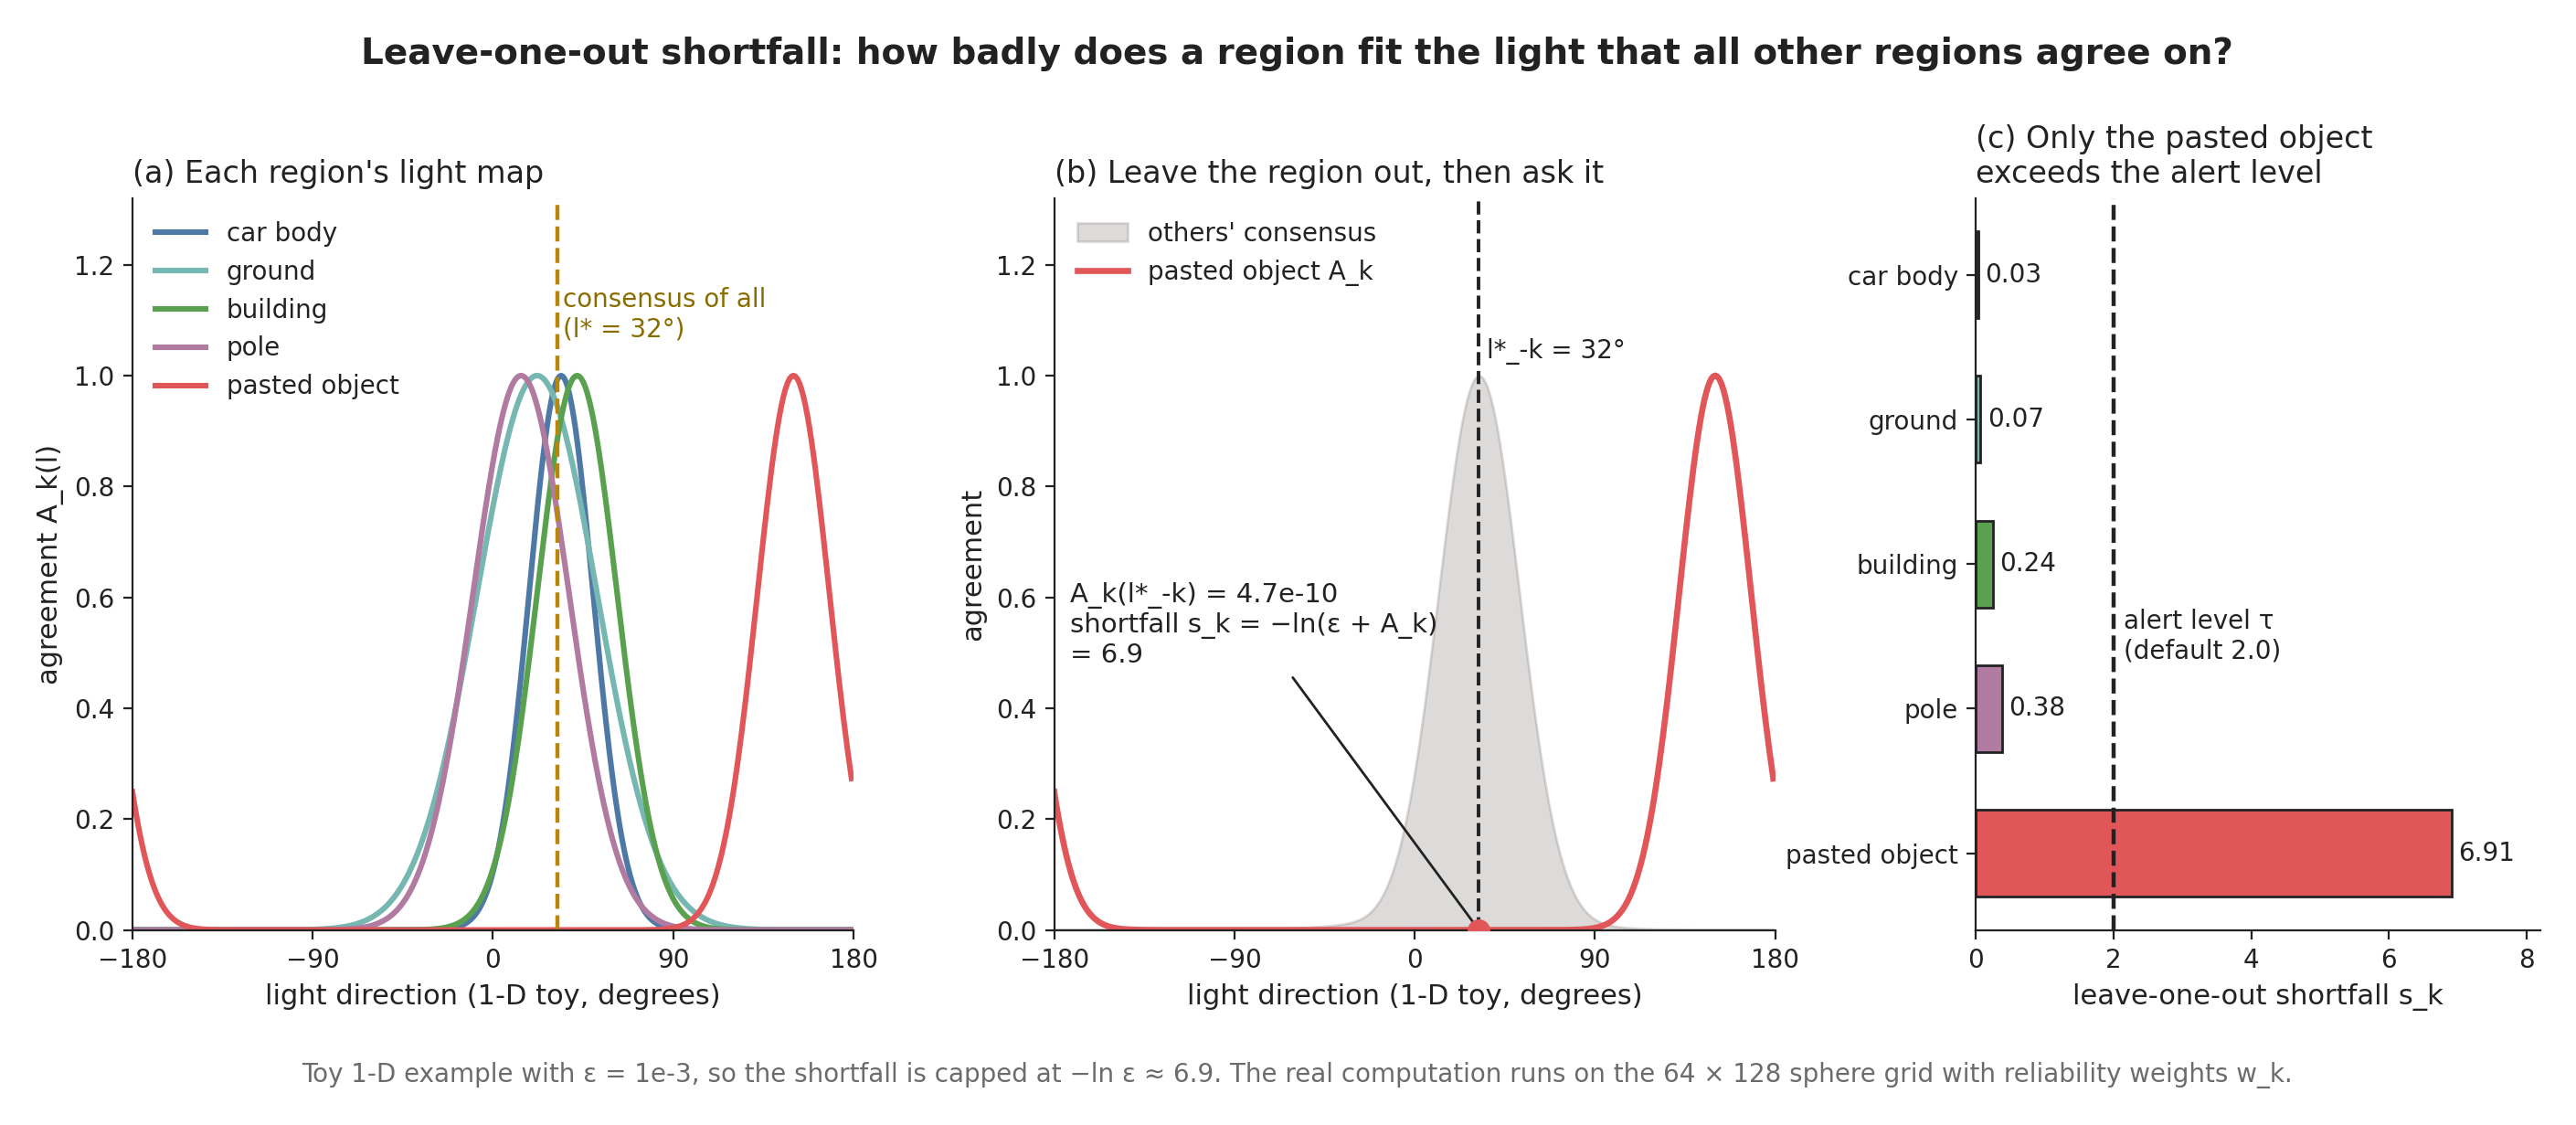 Leave-one-out shortfall: how badly does a region fit the light that all other regions agree on?
(a) Each region's light map
car body
ground
building
pole
pasted object
consensus of all
(l* = 32°)
agreement A_k(l)
1.2
1.0
0.8
0.6
0.4
0.2
0.0
−180
−90
0
90
180
light direction (1-D toy, degrees)
(b) Leave the region out, then ask it
others' consensus
pasted object A_k
l*_-k = 32°
A_k(l*_-k) = 4.7e-10
shortfall s_k = −ln(ε + A_k)
= 6.9
agreement
1.2
1.0
0.8
0.6
0.4
0.2
0.0
−180
−90
0
90
180
light direction (1-D toy, degrees)
(c) Only the pasted object
exceeds the alert level
car body
0.03
ground
0.07
building
0.24
alert level τ
(default 2.0)
pole
0.38
pasted object
6.91
0
2
4
6
8
leave-one-out shortfall s_k
Toy 1-D example with ε = 1e-3, so the shortfall is capped at −ln ε ≈ 6.9. The real computation runs on the 64 × 128 sphere grid with reliability weights w_k.